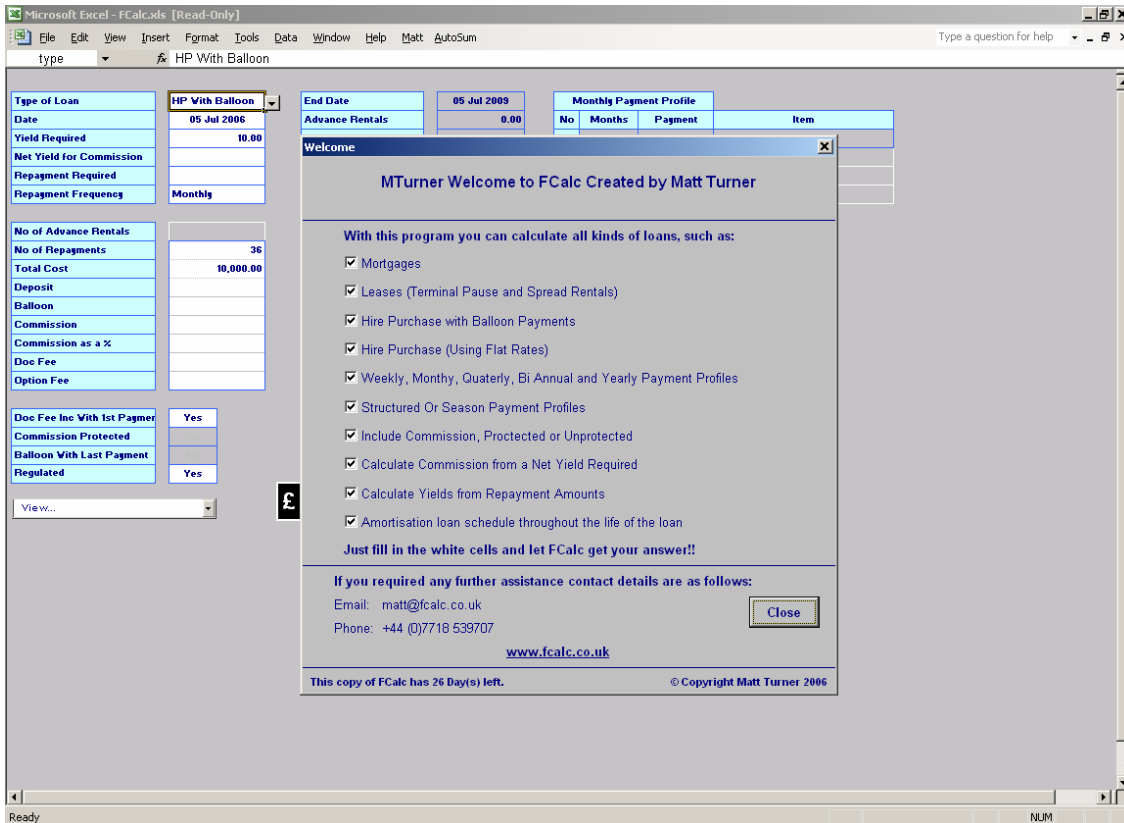 Microsoft Excel - FCalc.xls [Read-Only]
File Edit View Insert Format Tools Data Window Help Matt AutoSum
Type a question for help
type
fx HP With Balloon
Type of Loan HP With Balloon
Date 05 Jul 2006
Yield Required 10.00
Net Yield for Commission
Repayment Required
Repayment Frequency Monthly
No of Advance Rentals
No of Repayments 36
Total Cost 10,000.00
Deposit
Balloon
Commission
Commission as a %
Doc Fee
Option Fee
Doc Fee Inc With 1st Paymer Yes
Commission Protected
Balloon With Last Payment
Regulated Yes
View...
End Date 05 Jul 2009
Advance Rentals 0.00
Monthly Payment Profile
No Months Payment Item
£
Welcome
MTurner Welcome to FCalc Created by Matt Turner
With this program you can calculate all kinds of loans, such as:
Mortgages
Leases (Terminal Pause and Spread Rentals)
Hire Purchase with Balloon Payments
Hire Purchase (Using Flat Rates)
Weekly, Monthy, Quaterly, Bi Annual and Yearly Payment Profiles
Structured Or Season Payment Profiles
Include Commission, Proctected or Unprotected
Calculate Commission from a Net Yield Required
Calculate Yields from Repayment Amounts
Amortisation loan schedule throughout the life of the loan
Just fill in the white cells and let FCalc get your answer!!
If you required any further assistance contact details are as follows:
Email: matt@fcalc.co.uk
Phone: +44 (0)7718 539707
Close
www.fcalc.co.uk
This copy of FCalc has 26 Day(s) left.
© Copyright Matt Turner 2006
Ready
NUM